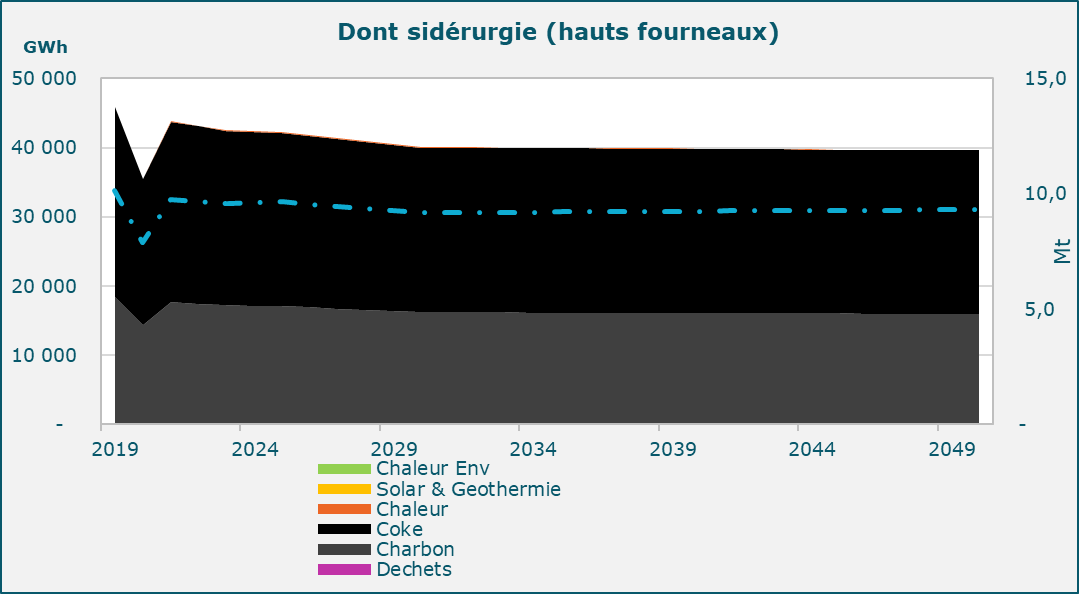 Dont sidérurgie (hauts fourneaux)
GWh
50 000
40 000
30 000
20 000
10 000
-
15,0
10,0
5,0
-
Mt
2019 2024 2029 2034 2039 2044 2049
Chaleur Env
Solar & Geothermie
Chaleur
Coke
Charbon
Dechets